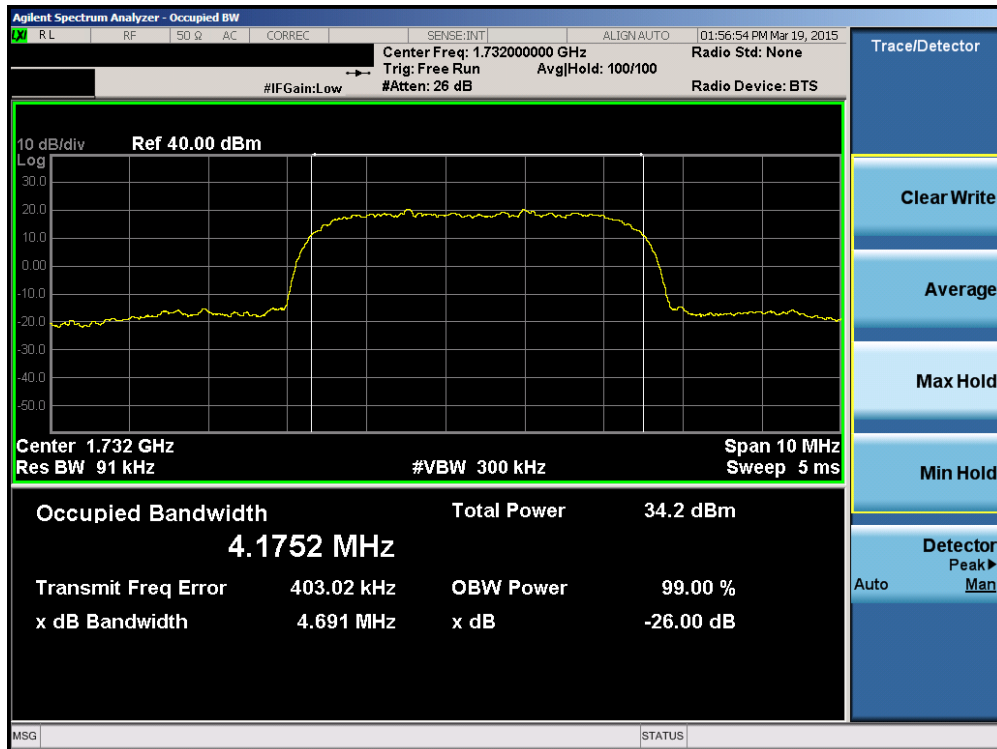 Agilent Spectrum Analyzer - Occupied BW
LXI RL RF 50 Ω AC CORREC SENSE:INT ALIGN AUTO 01:56:54 PM Mar 19, 2015
Center Freq: 1.732000000 GHz Radio Std: None
Trig: Free Run Avg|Hold: 100/100
#IFGain:Low #Atten: 26 dB Radio Device: BTS
10 dB/div Ref 40.00 dBm
Log
30.0
20.0
10.0
0.00
-10.0
-20.0
-30.0
-40.0
-50.0
Center 1.732 GHz Span 10 MHz
Res BW 91 kHz #VBW 300 kHz Sweep 5 ms
Occupied Bandwidth Total Power 34.2 dBm
4.1752 MHz
Transmit Freq Error 403.02 kHz OBW Power 99.00 %
x dB Bandwidth 4.691 MHz x dB -26.00 dB
MSG STATUS
Trace/Detector
Clear Write
Average
Max Hold
Min Hold
Detector
Peak▶
Auto Man